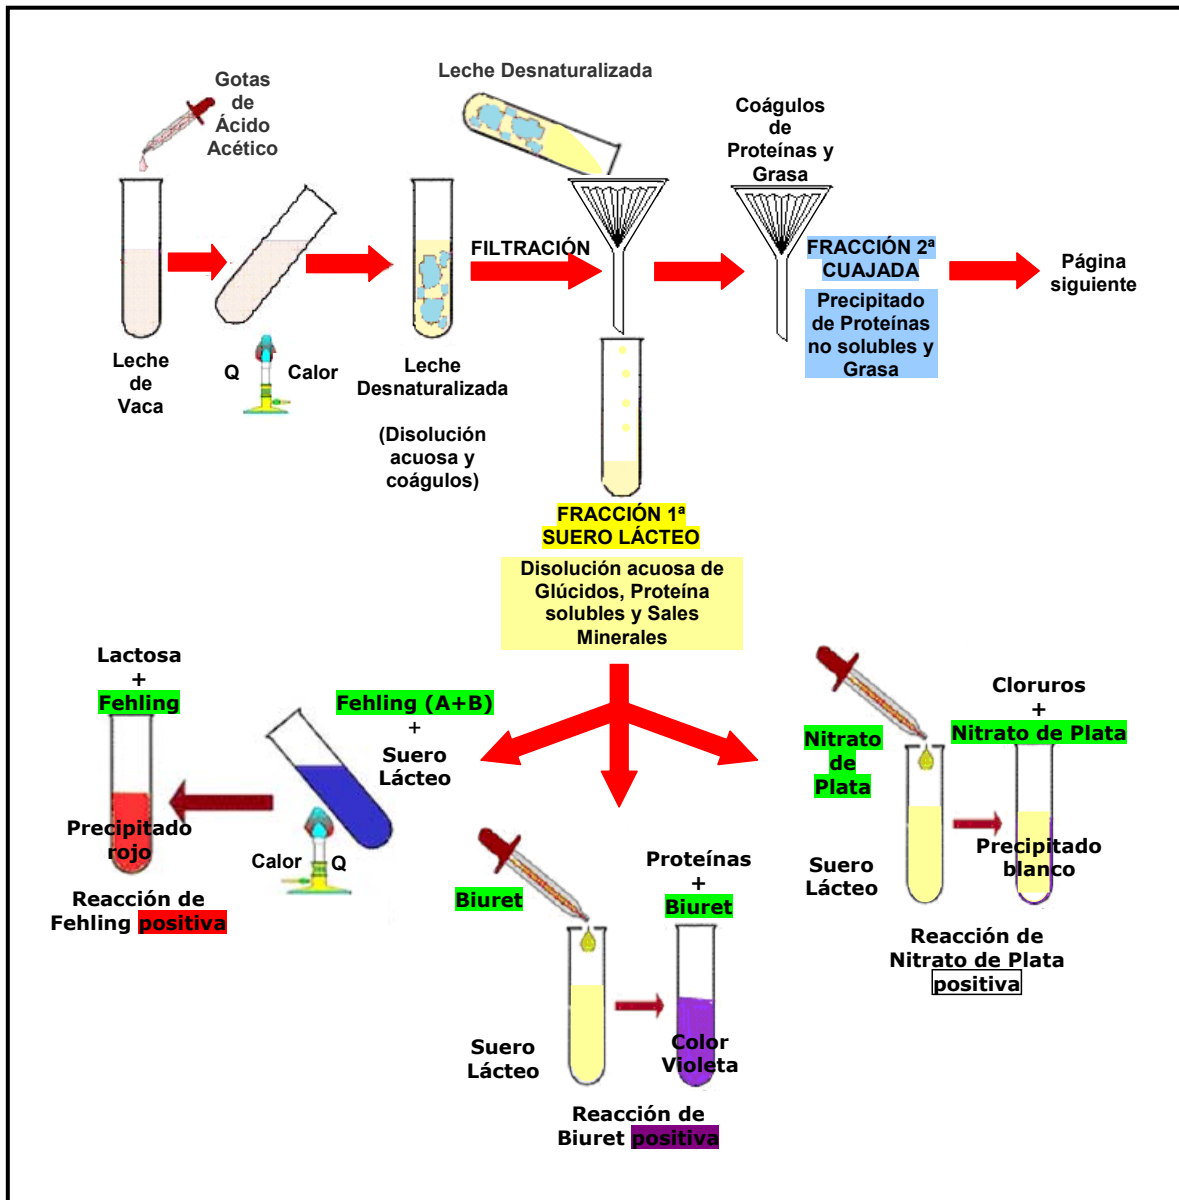 Gotas
de
Ácido
Acético
Leche Desnaturalizada
Coágulos
de
Proteínas y
Grasa
FILTRACIÓN
FRACCIÓN 2ª
CUAJADA
Precipitado
de Proteínas
no solubles y
Grasa
Página
siguiente
Leche
de
Vaca
Q
Calor
Leche
Desnaturalizada
(Disolución
acuosa y
coágulos)
FRACCIÓN 1ª
SUERO LÁCTEO
Disolución acuosa de
Glúcidos, Proteína
solubles y Sales
Minerales
Lactosa
+
Fehling
Precipitado
rojo
Reacción de
Fehling positiva
Fehling (A+B)
+
Suero
Lácteo
Calor
Q
Biuret
Suero
Lácteo
Proteínas
+
Biuret
Color
Violeta
Reacción de
Biuret positiva
Nitrato
de
Plata
Suero
Lácteo
Cloruros
+
Nitrato de Plata
Precipitado
blanco
Reacción de
Nitrato de Plata
positiva